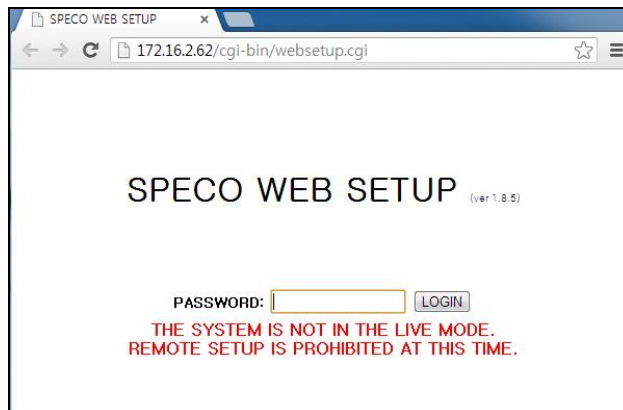 SPECO WEB SETUP
172.16.2.62/cgi-bin/websetup.cgi
SPECO WEB SETUP (ver 1.8.5)
PASSWORD: LOGIN
THE SYSTEM IS NOT IN THE LIVE MODE.
REMOTE SETUP IS PROHIBITED AT THIS TIME.